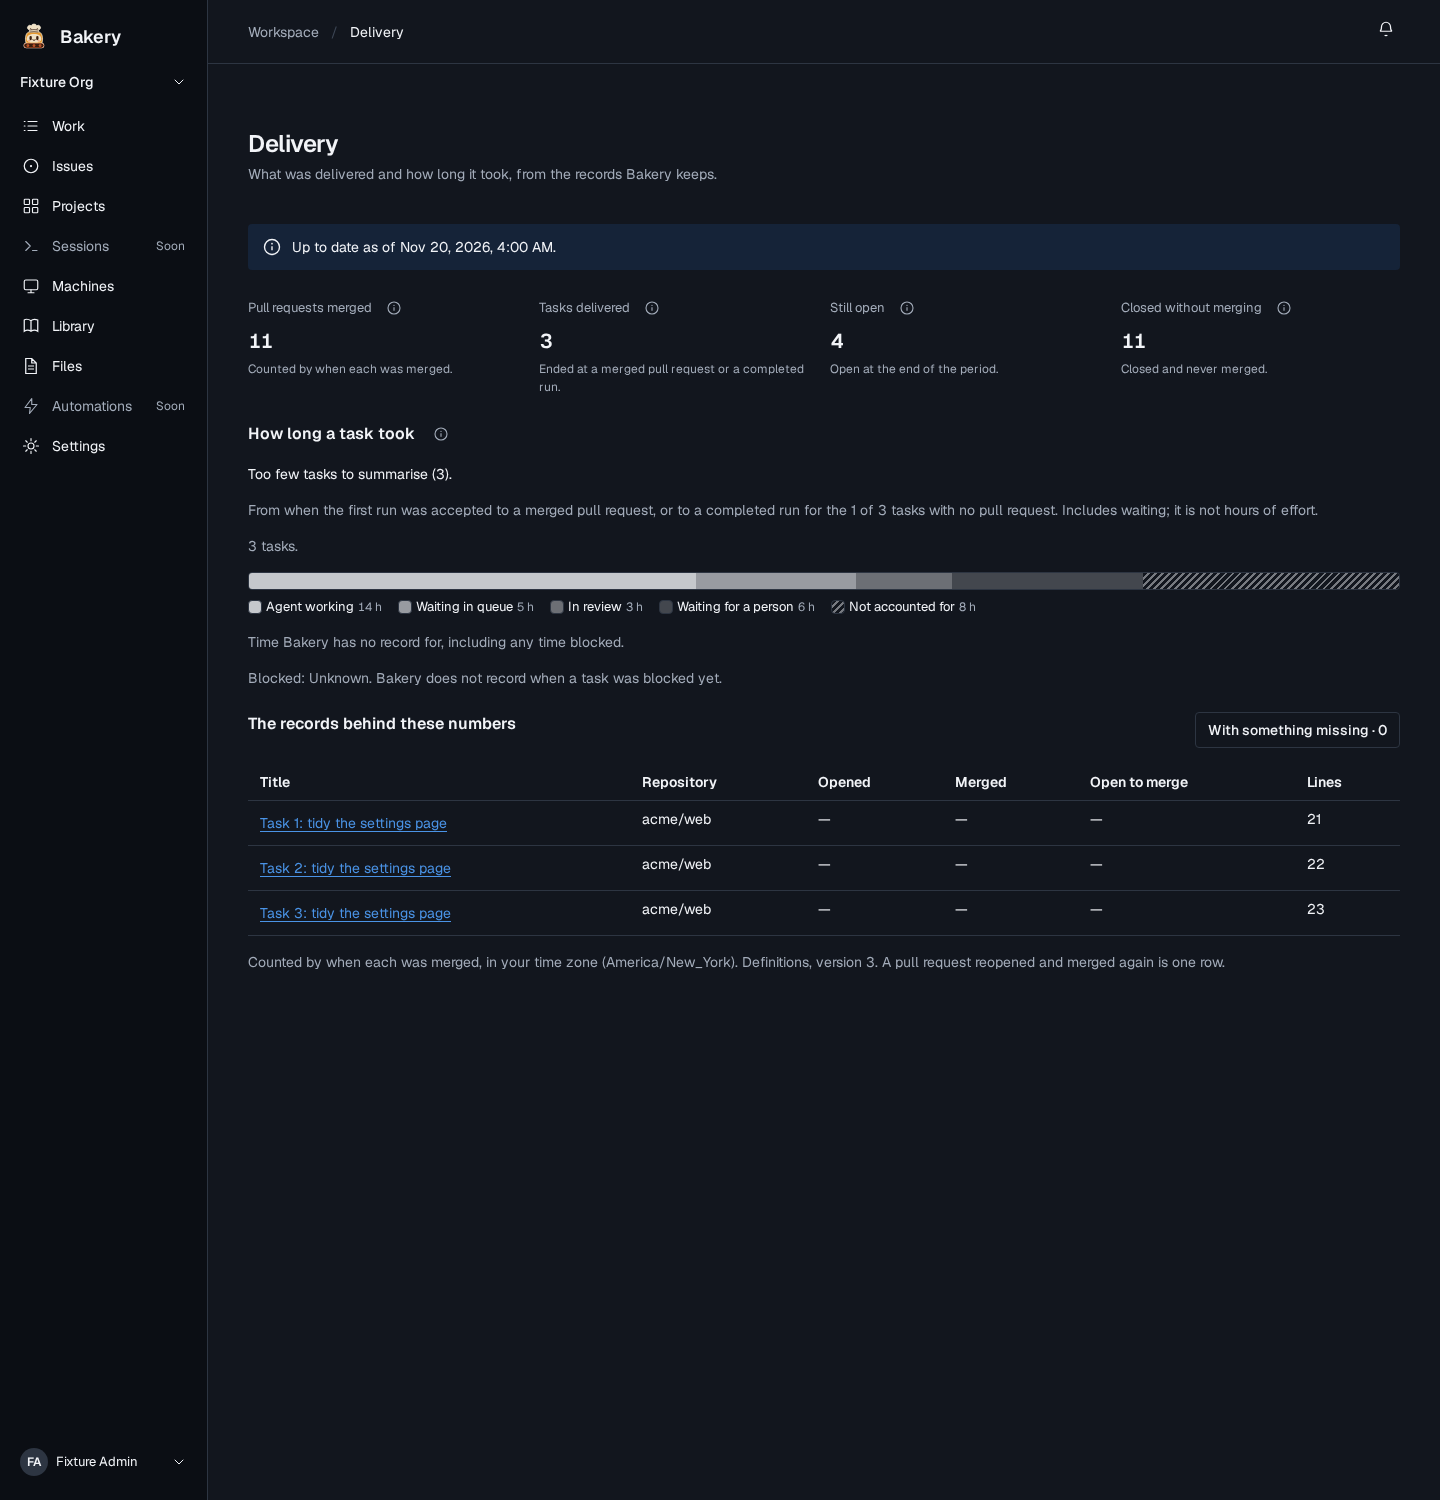 Bakery
Fixture Org
Work
Issues
Projects
Sessions Soon
Machines
Library
Files
Automations Soon
Settings
FA Fixture Admin
Workspace / Delivery
Delivery
What was delivered and how long it took, from the records Bakery keeps.
Up to date as of Nov 20, 2026, 4:00 AM.
Pull requests merged
11
Counted by when each was merged.
Tasks delivered
3
Ended at a merged pull request or a completed
run.
Still open
4
Open at the end of the period.
Closed without merging
11
Closed and never merged.
How long a task took
Too few tasks to summarise (3).
From when the first run was accepted to a merged pull request, or to a completed run for the 1 of 3 tasks with no pull request. Includes waiting; it is not hours of effort.
3 tasks.
Agent working 14 h Waiting in queue 5 h In review 3 h Waiting for a person 6 h Not accounted for 8 h
Time Bakery has no record for, including any time blocked.
Blocked: Unknown. Bakery does not record when a task was blocked yet.
The records behind these numbers
With something missing · 0
Title Repository Opened Merged Open to merge Lines
Task 1: tidy the settings page acme/web — — — 21
Task 2: tidy the settings page acme/web — — — 22
Task 3: tidy the settings page acme/web — — — 23
Counted by when each was merged, in your time zone (America/New_York). Definitions, version 3. A pull request reopened and merged again is one row.